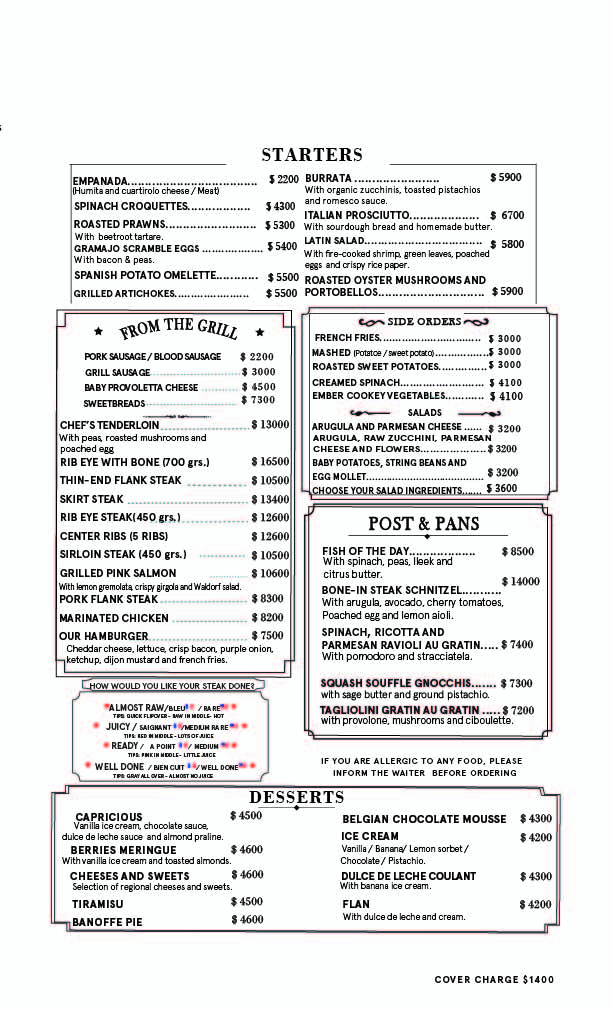 s
STARTERS
EMPANADA...................................... $ 2200
(Humita and cuartirolo cheese / Meat)
SPINACH CROQUETTES.................. $ 4300
ROASTED PRAWNS.......................... $ 5300
With beetroot tartare.
GRAMAJO SCRAMBLE EGGS ................... $ 5400
With bacon & peas.
SPANISH POTATO OMELETTE............ $ 5500
GRILLED ARTICHOKES........................ $ 5500
BURRATA ......................... $ 5900
With organic zucchinis, toasted pistachios
and romesco sauce.
ITALIAN PROSCIUTTO..................... $ 6700
With sourdough bread and homemade butter.
LATIN SALAD................................... $ 5800
With fire-cooked shrimp, green leaves, poached
eggs and crispy rice paper.
ROASTED OYSTER MUSHROOMS AND
PORTOBELLOS............................... $ 5900
FROM THE GRILL
PORK SAUSAGE / BLOOD SAUSAGE $ 2200
GRILL SAUSAGE $ 3000
BABY PROVOLETTA CHEESE $ 4500
SWEETBREADS $ 7300
CHEF'S TENDERLOIN $ 13000
With peas, roasted mushrooms and
poached egg
RIB EYE WITH BONE (700 grs.) $ 16500
THIN-END FLANK STEAK $ 10500
SKIRT STEAK $ 13400
RIB EYE STEAK(450 grs.) $ 12600
CENTER RIBS (5 RIBS) $ 12600
SIRLOIN STEAK (450 grs.) $ 10500
GRILLED PINK SALMON $ 10600
With lemon gremolata, crispy girgola and Waldorf salad.
PORK FLANK STEAK $ 8300
MARINATED CHICKEN $ 8200
OUR HAMBURGER $ 7500
Cheddar cheese, lettuce, crisp bacon, purple onion,
ketchup, dijon mustard and french fries.
HOW WOULD YOU LIKE YOUR STEAK DONE?
ALMOST RAW/BLEU / RARE
TIPS: QUICK FLIPOVER - RAW IN MIDDLE- HOT
JUICY / SAIGNANT /MEDIUM RARE
TIPS: RED IN MIDDLE - LOTS OF JUICE
READY / A POINT / MEDIUM
TIPS: PINK IN MIDDLE - LITTLE JUICE
WELL DONE / BIEN CUIT / WELL DONE
TIPS: GRAY ALL OVER - ALMOST NO JUICE
SIDE ORDERS
FRENCH FRIES............................... $ 3000
MASHED (Potatoe / sweet potato)................$ 3000
ROASTED SWEET POTATOES..............$ 3000
CREAMED SPINACH......................... $ 4100
EMBER COOKEY VEGETABLES........... $ 4100
SALADS
ARUGULA AND PARMESAN CHEESE ...... $ 3200
ARUGULA, RAW ZUCCHINI, PARMESAN
CHEESE AND FLOWERS.....................$ 3200
BABY POTATOES, STRING BEANS AND
EGG MOLLET...................................... $ 3200
CHOOSE YOUR SALAD INGREDIENTS....... $ 3600
POST & PANS
FISH OF THE DAY................... $ 8500
With spinach, peas, lleek and
citrus butter.
BONE-IN STEAK SCHNITZEL.......... $ 14000
With arugula, avocado, cherry tomatoes,
Poached egg and lemon aioli.
SPINACH, RICOTTA AND
PARMESAN RAVIOLI AU GRATIN..... $ 7400
With pomodoro and stracciatela.
SQUASH SOUFFLE GNOCCHIS....... $ 7300
with sage butter and ground pistachio.
TAGLIOLINI GRATIN AU GRATIN ..... $ 7200
with provolone, mushrooms and ciboulette.
IF YOU ARE ALLERGIC TO ANY FOOD, PLEASE
INFORM THE WAITER BEFORE ORDERING
DESSERTS
CAPRICIOUS $ 4500
Vanilla ice cream, chocolate sauce,
dulce de leche sauce and almond praline.
BERRIES MERINGUE $ 4600
With vanilla ice cream and toasted almonds.
CHEESES AND SWEETS $ 4600
Selection of regional cheeses and sweets.
TIRAMISU $ 4500
BANOFFE PIE $ 4600
BELGIAN CHOCOLATE MOUSSE $ 4300
ICE CREAM $ 4200
Vanilla / Banana/ Lemon sorbet /
Chocolate / Pistachio.
DULCE DE LECHE COULANT $ 4300
With banana ice cream.
FLAN $ 4200
With dulce de leche and cream.
COVER CHARGE $1400